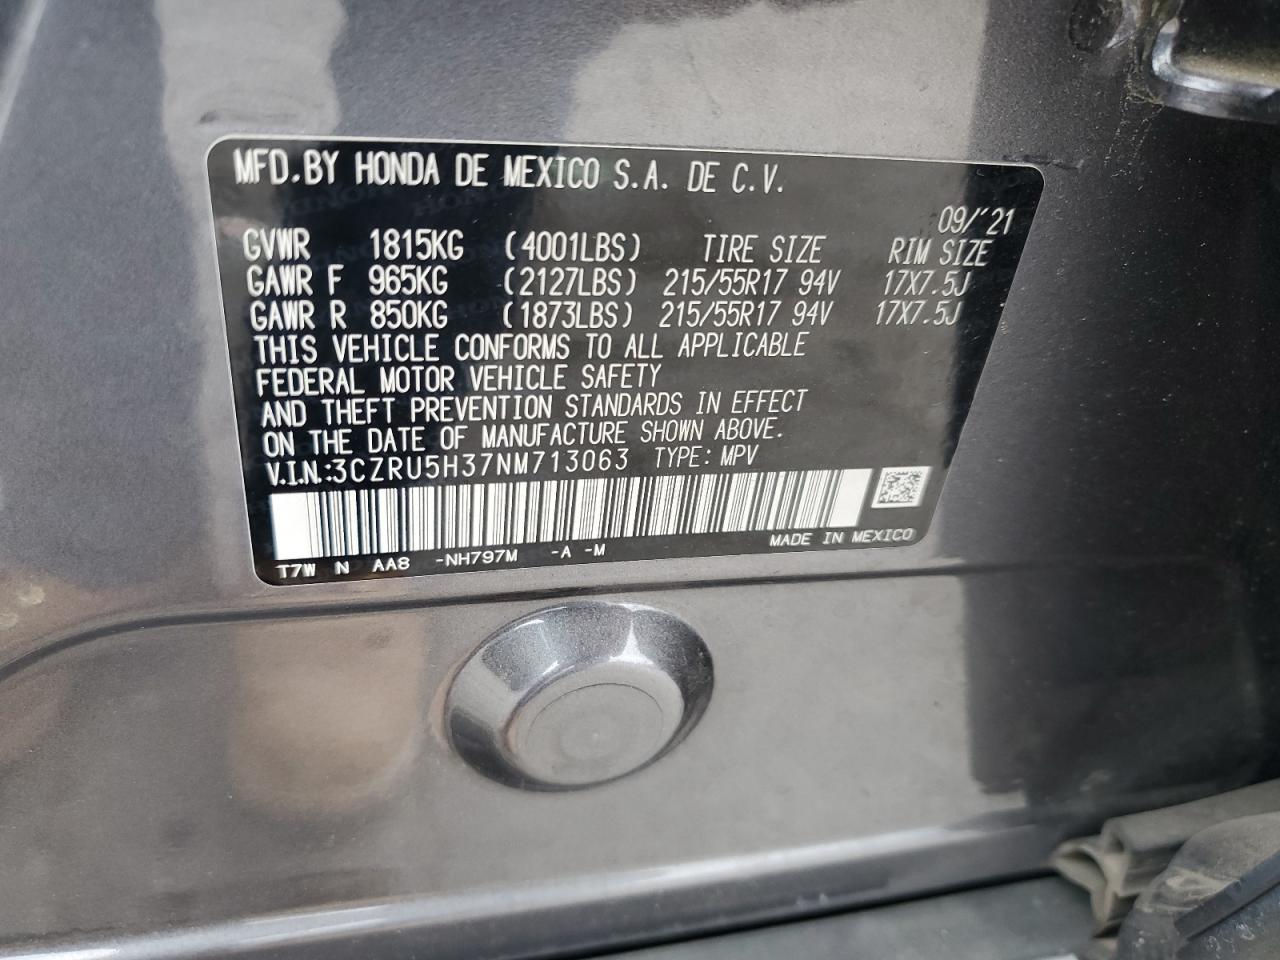 MFD.BY HONDA DE MEXICO S.A. DE C.V.
09/'21
GVWR 1815KG (4001LBS) TIRE SIZE RIM SIZE
GAWR F 965KG (2127LBS) 215/55R17 94V 17X7.5J
GAWR R 850KG (1873LBS) 215/55R17 94V 17X7.5J
THIS VEHICLE CONFORMS TO ALL APPLICABLE
FEDERAL MOTOR VEHICLE SAFETY
AND THEFT PREVENTION STANDARDS IN EFFECT
ON THE DATE OF MANUFACTURE SHOWN ABOVE.
V.I.N.:3CZRU5H37NM713063 TYPE: MPV
MADE IN MEXICO
T7W N AA8 -NH797M -A -M